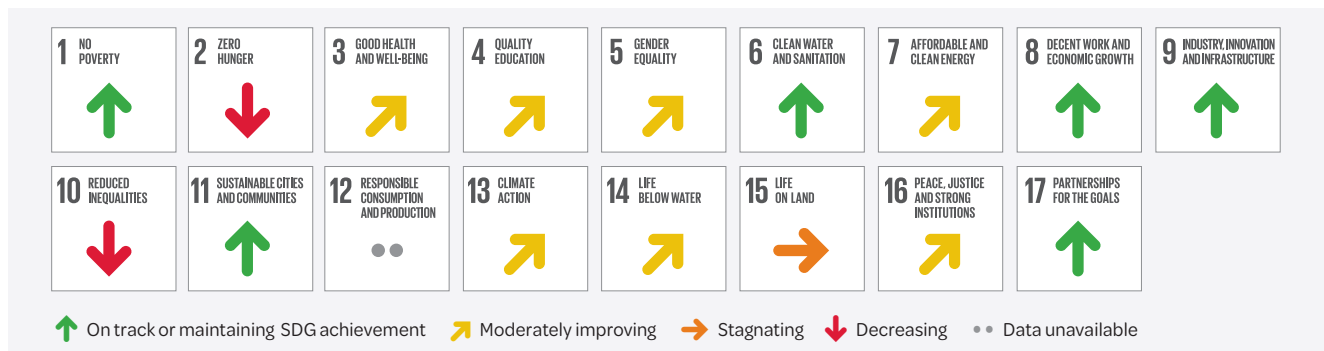 1 NO
POVERTY
2 ZERO
HUNGER
3 GOOD HEALTH
AND WELL-BEING
4 QUALITY
EDUCATION
5 GENDER
EQUALITY
6 CLEAN WATER
AND SANITATION
7 AFFORDABLE AND
CLEAN ENERGY
8 DECENT WORK AND
ECONOMIC GROWTH
9 INDUSTRY, INNOVATION
AND INFRASTRUCTURE
10 REDUCED
INEQUALITIES
11 SUSTAINABLE CITIES
AND COMMUNITIES
12 RESPONSIBLE
CONSUMPTION
AND PRODUCTION
13 CLIMATE
ACTION
14 LIFE
BELOW WATER
15 LIFE
ON LAND
16 PEACE, JUSTICE
AND STRONG
INSTITUTIONS
17 PARTNERSHIPS
FOR THE GOALS
On track or maintaining SDG achievement Moderately improving Stagnating Decreasing Data unavailable